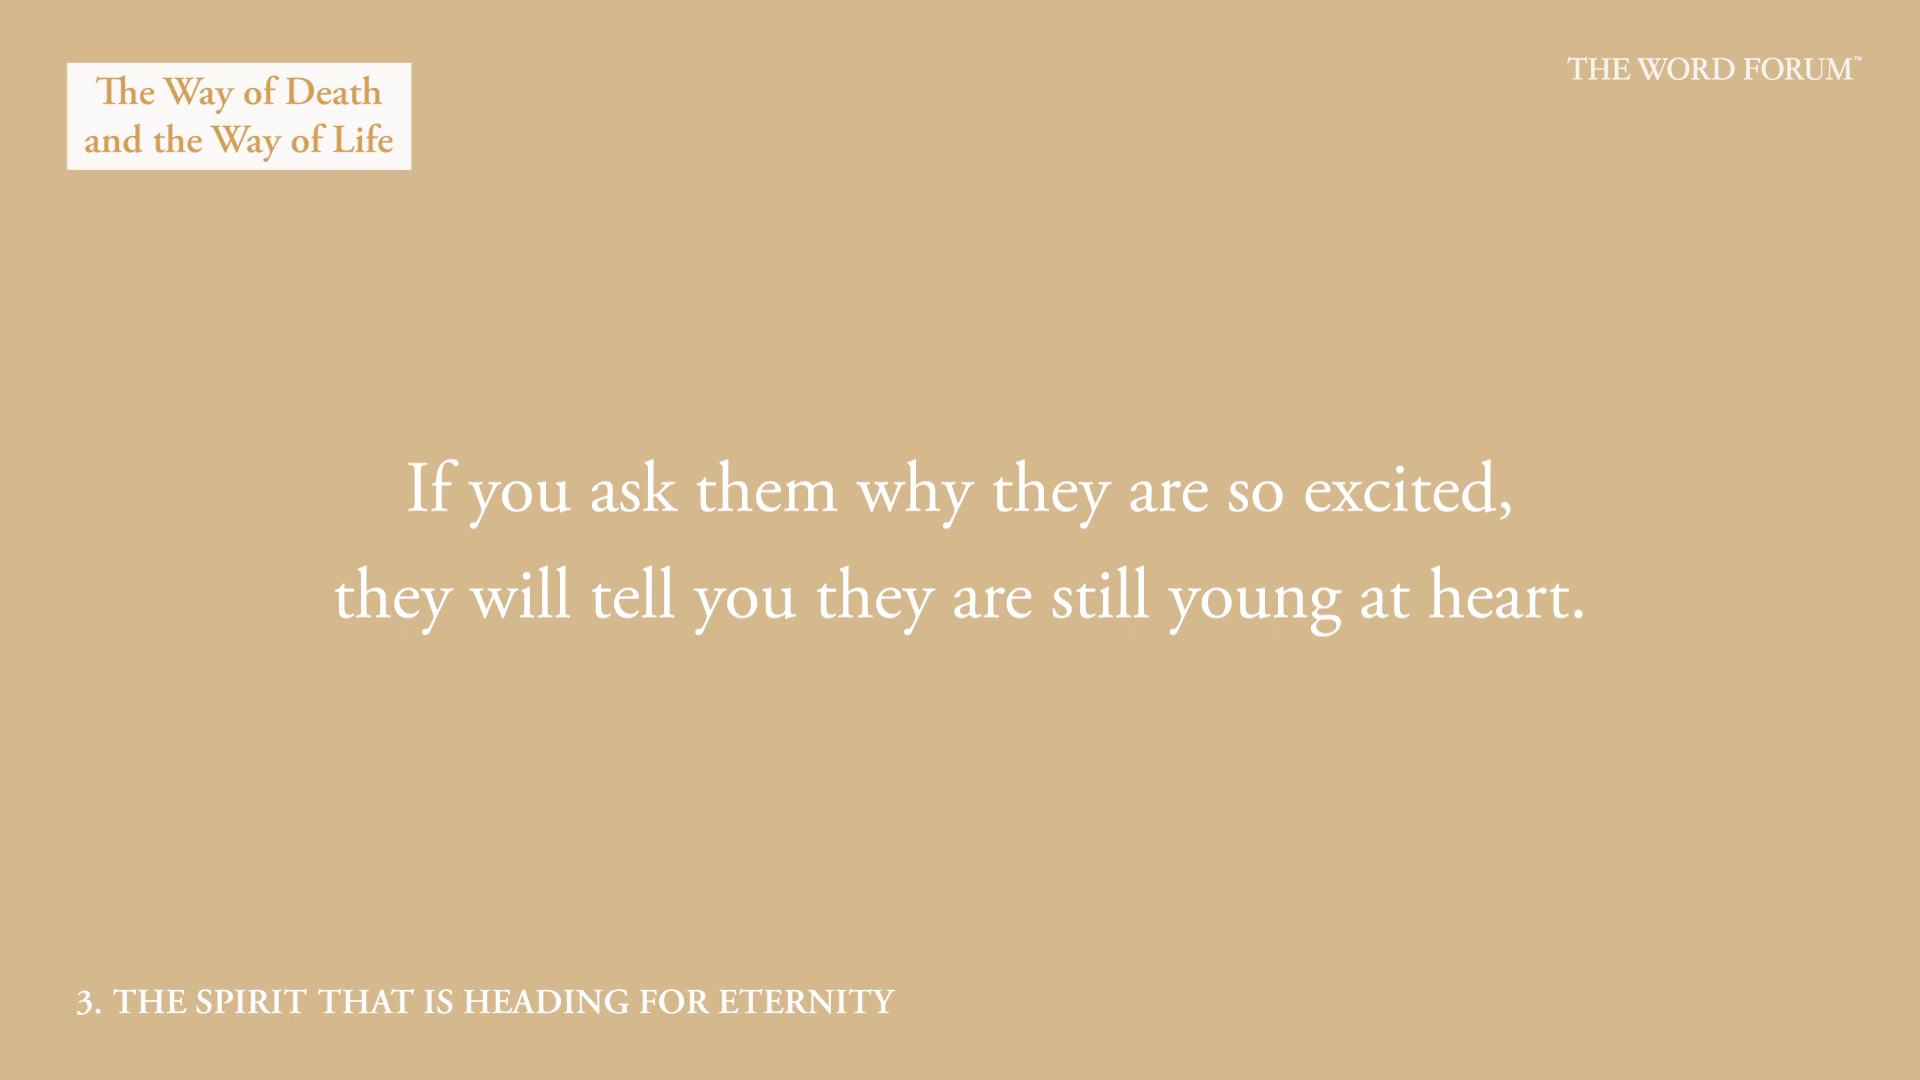 The Way of Death
and the Way of Life
THE WORD FORUM™
If you ask them why they are so excited,
they will tell you they are still young at heart.
3. THE SPIRIT THAT IS HEADING FOR ETERNITY